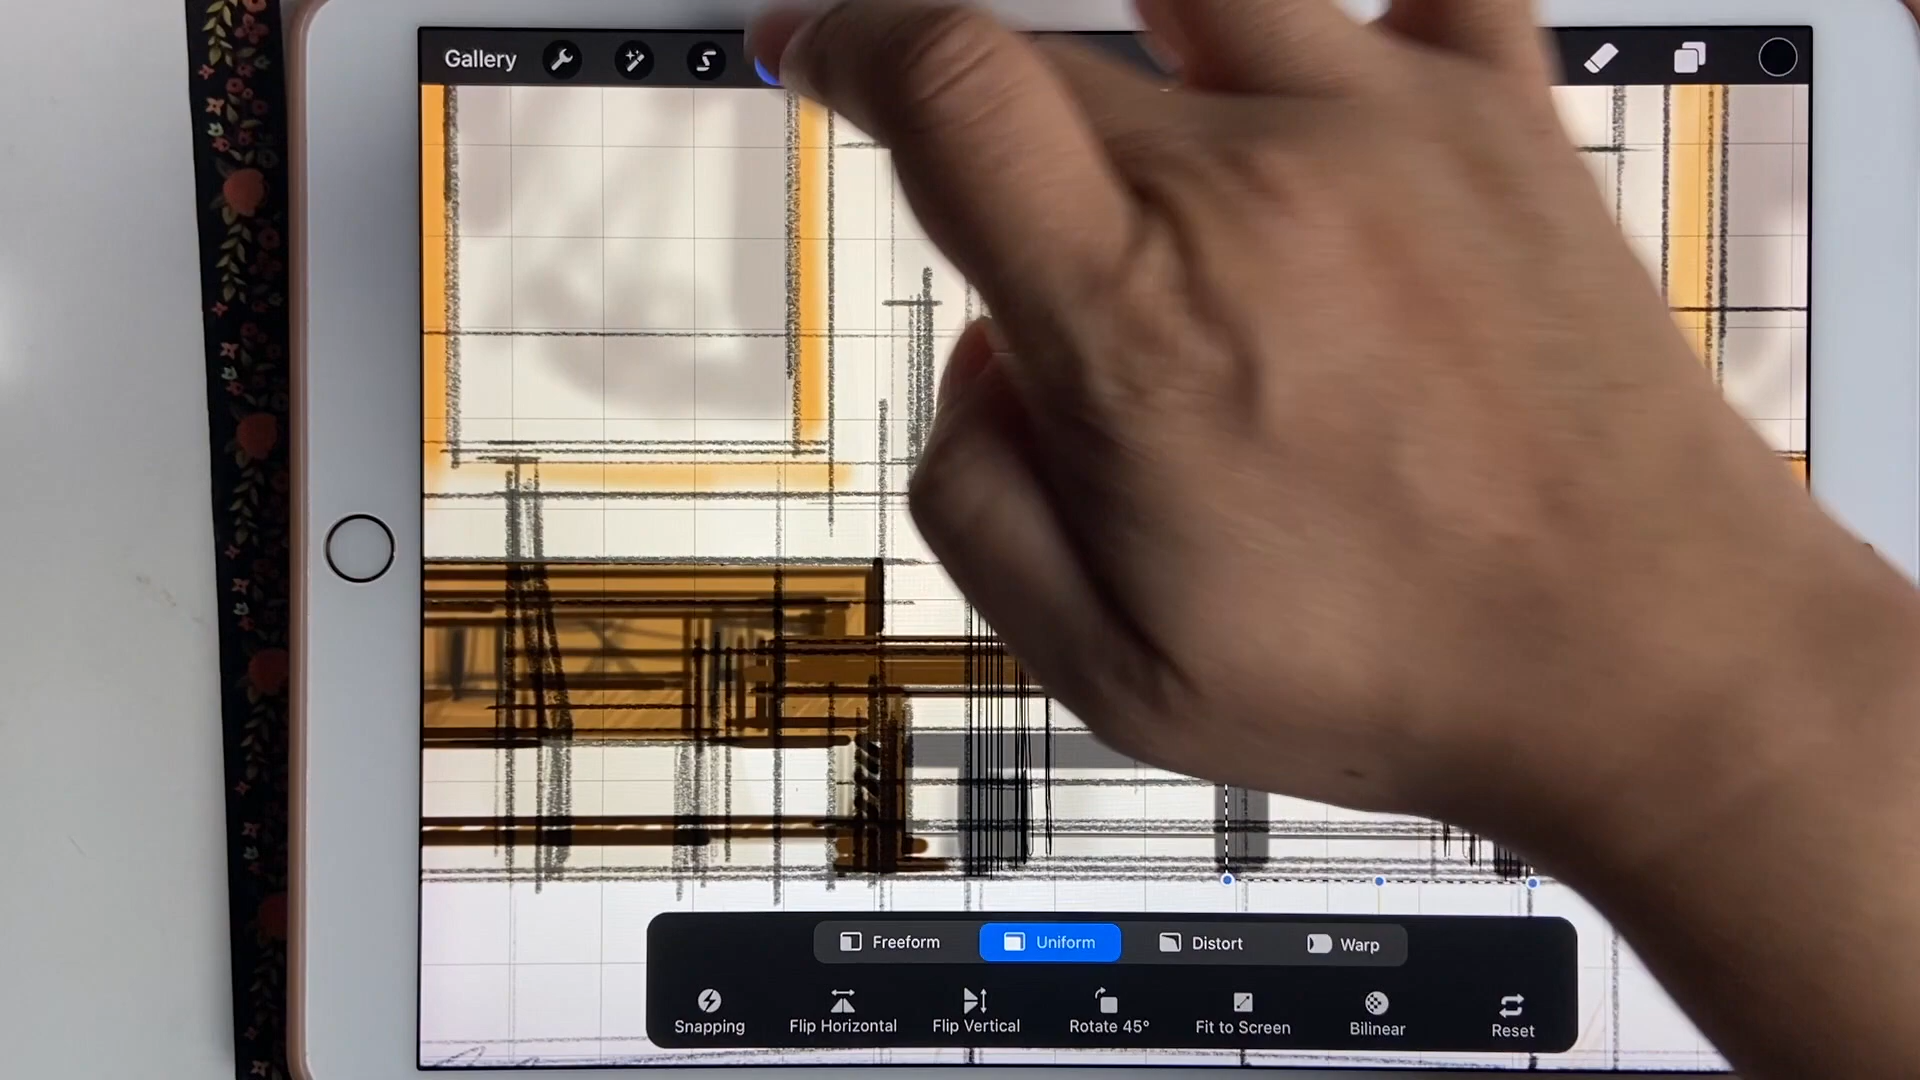 Gallery
Freeform Uniform Distort Warp
Snapping Flip Horizontal Flip Vertical Rotate 45° Fit to Screen Bilinear Reset